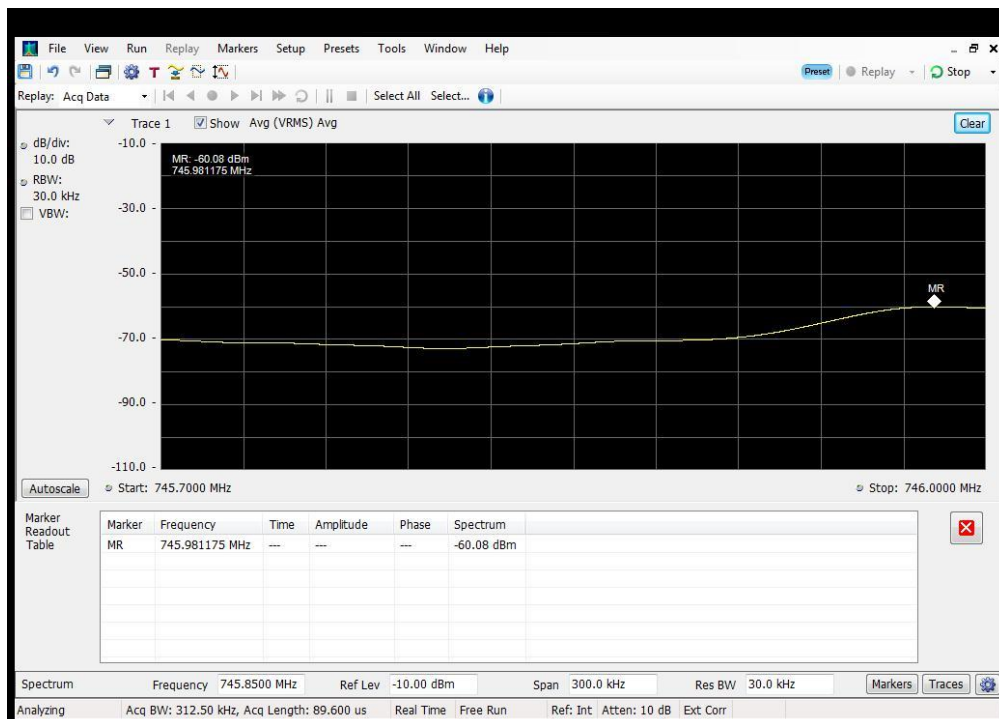 File View Run Replay Markers Setup Presets Tools Window Help
T Preset Replay Stop
Replay: Acq Data Select All Select...
Trace 1 Show Avg (VRMS) Avg Clear
dB/div:
10.0 dB
RBW:
30.0 kHz
VBW:
-10.0
-30.0
-50.0
-70.0
-90.0
-110.0
MR: -60.08 dBm
745.981175 MHz
MR
Autoscale Start: 745.7000 MHz Stop: 746.0000 MHz
Marker
Readout
Table
Marker Frequency Time Amplitude Phase Spectrum
MR 745.981175 MHz --- --- --- -60.08 dBm
Spectrum Frequency 745.8500 MHz Ref Lev -10.00 dBm Span 300.0 kHz Res BW 30.0 kHz Markers Traces
Analyzing Acq BW: 312.50 kHz, Acq Length: 89.600 us Real Time Free Run Ref: Int Atten: 10 dB Ext Corr